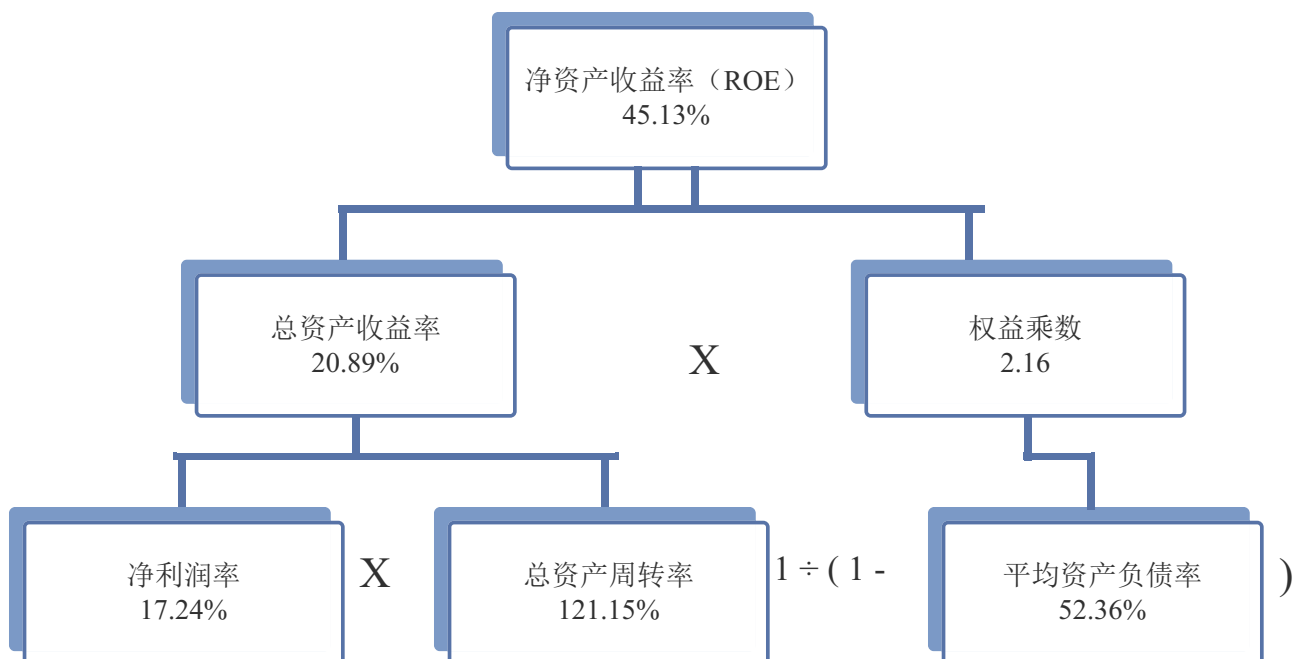 净资产收益率（ROE）
45.13%
总资产收益率
20.89%
X
权益乘数
2.16
净利润率
17.24%
X
总资产周转率
121.15%
1 ÷ ( 1 -
平均资产负债率
52.36%
)